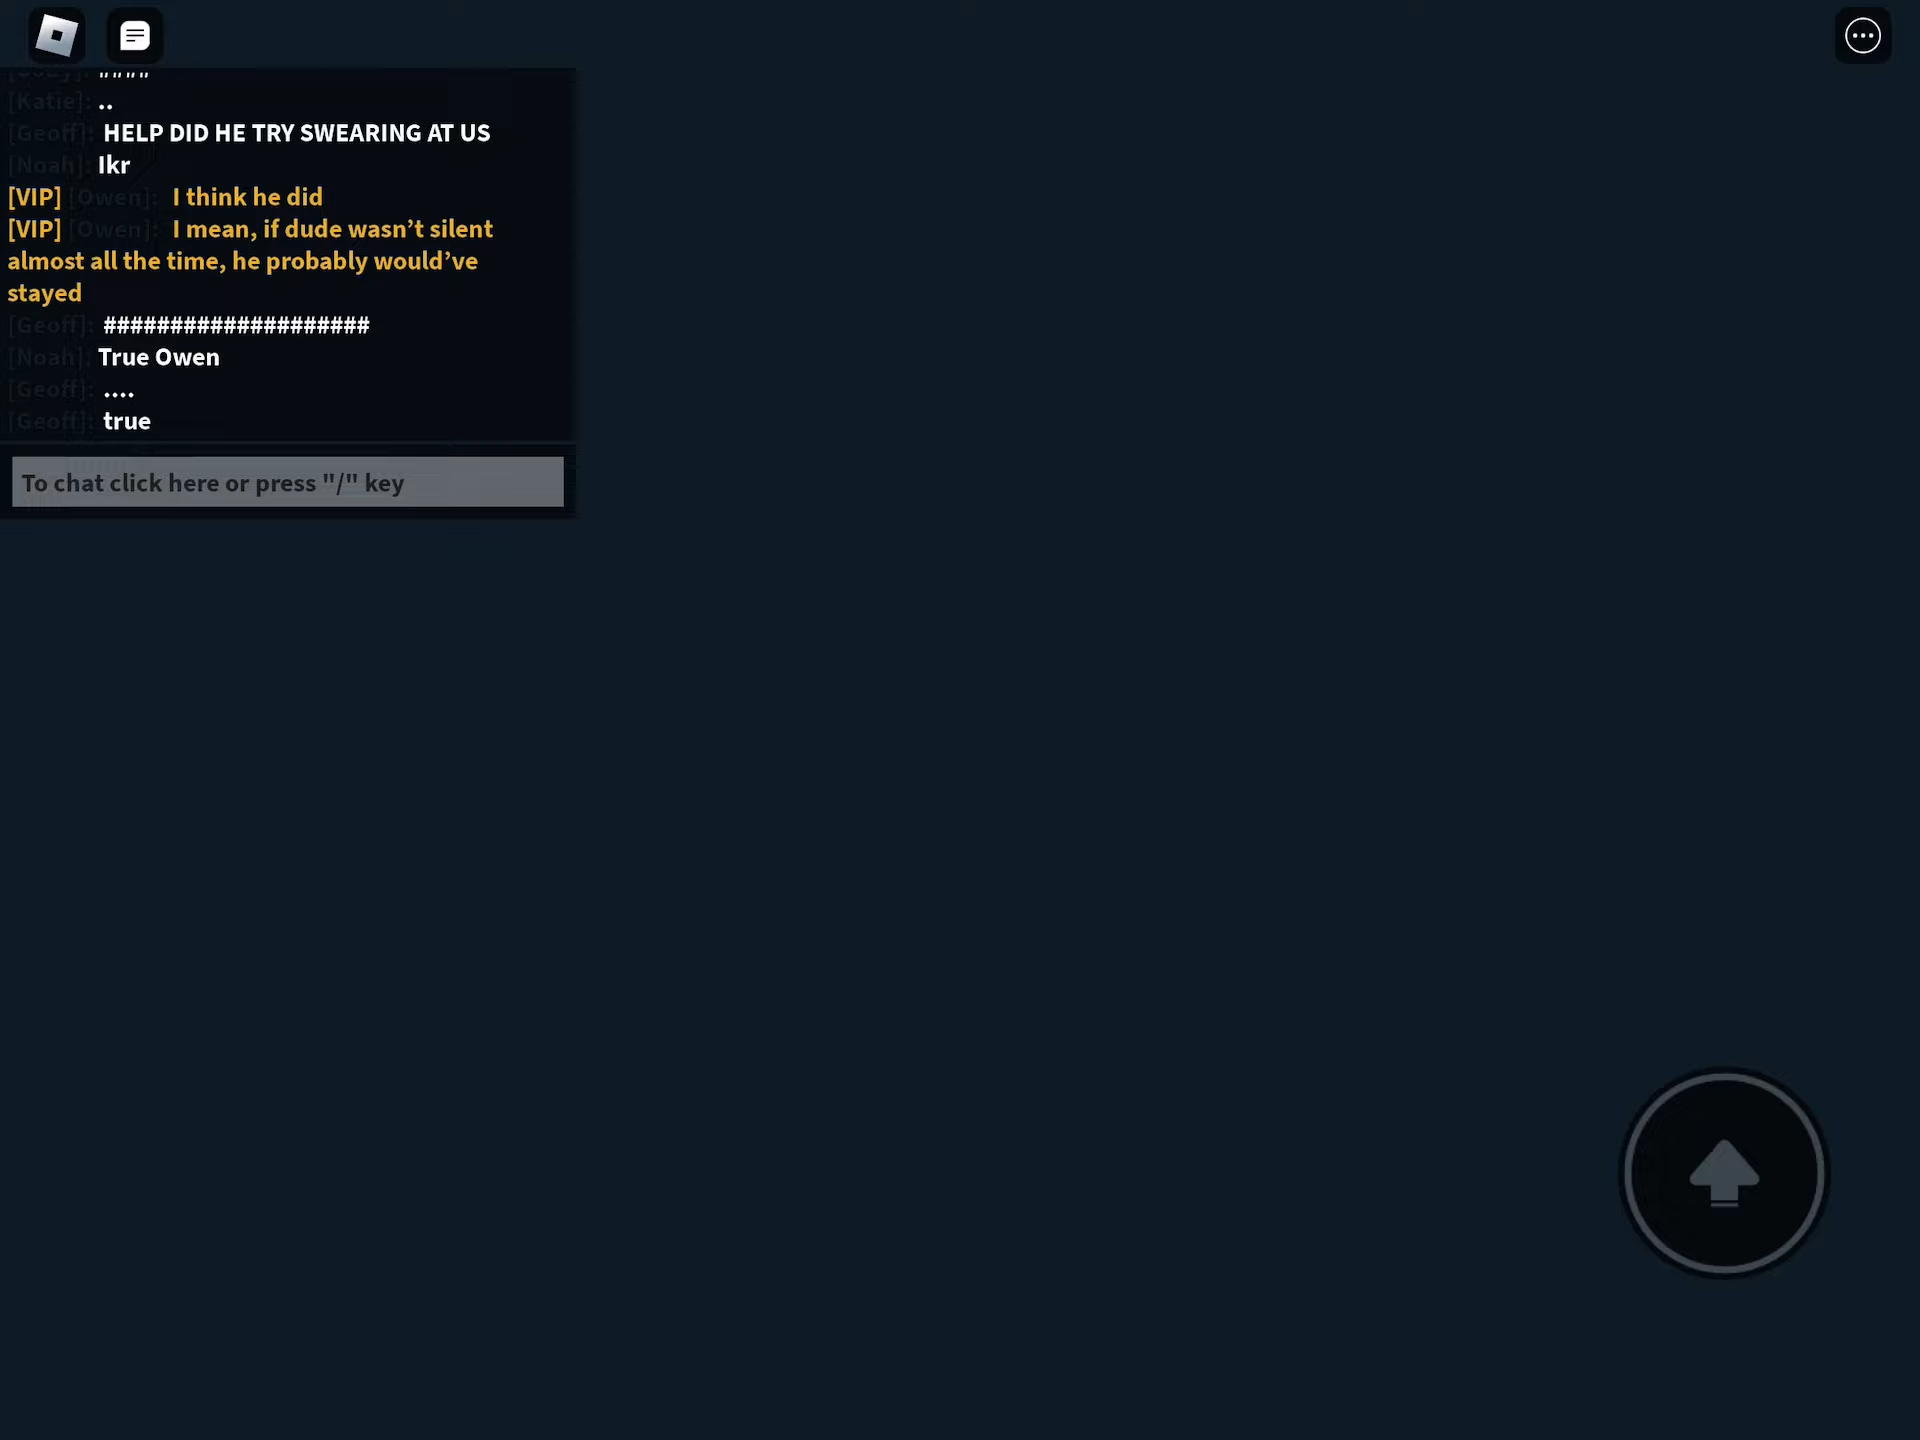 ####
[Katie]: ..
[Geoff]: HELP DID HE TRY SWEARING AT US
[Noah]: Ikr
[VIP] [Owen]: I think he did
[VIP] [Owen]: I mean, if dude wasn’t silent
almost all the time, he probably would’ve
stayed
[Geoff]: ####################
[Noah]: True Owen
[Geoff]: ....
[Geoff]: true
To chat click here or press "/" key